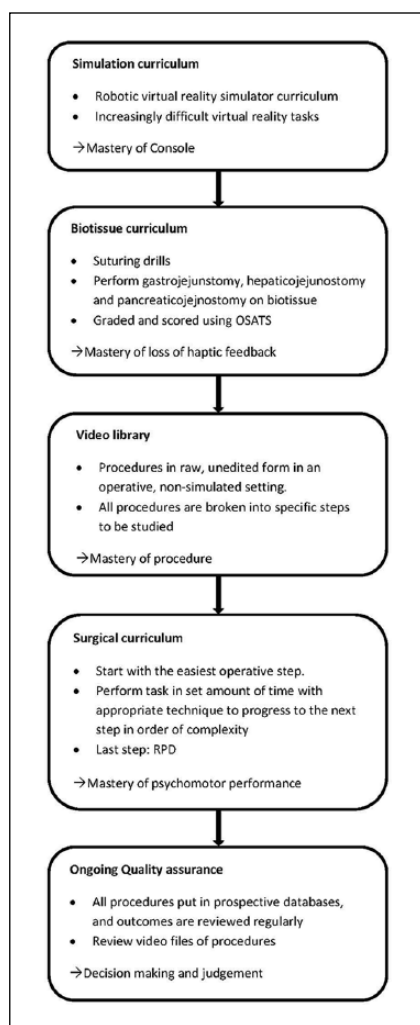 Simulation curriculum
• Robotic virtual reality simulator curriculum
• Increasingly difficult virtual reality tasks
→Mastery of Console
Biotissue curriculum
• Suturing drills
• Perform gastrojejunstomy, hepaticojejunostomy
and pancreaticojejnostomy on biotissue
• Graded and scored using OSATS
→Mastery of loss of haptic feedback
Video library
• Procedures in raw, unedited form in an
operative, non-simulated setting.
• All procedures are broken into specific steps
to be studied
→Mastery of procedure
Surgical curriculum
• Start with the easiest operative step.
• Perform task in set amount of time with
appropriate technique to progress to the next
step in order of complexity
• Last step: RPD
→Mastery of psychomotor performance
Ongoing Quality assurance
• All procedures put in prospective databases,
and outcomes are reviewed regularly
• Review video files of procedures
→Decision making and judgement